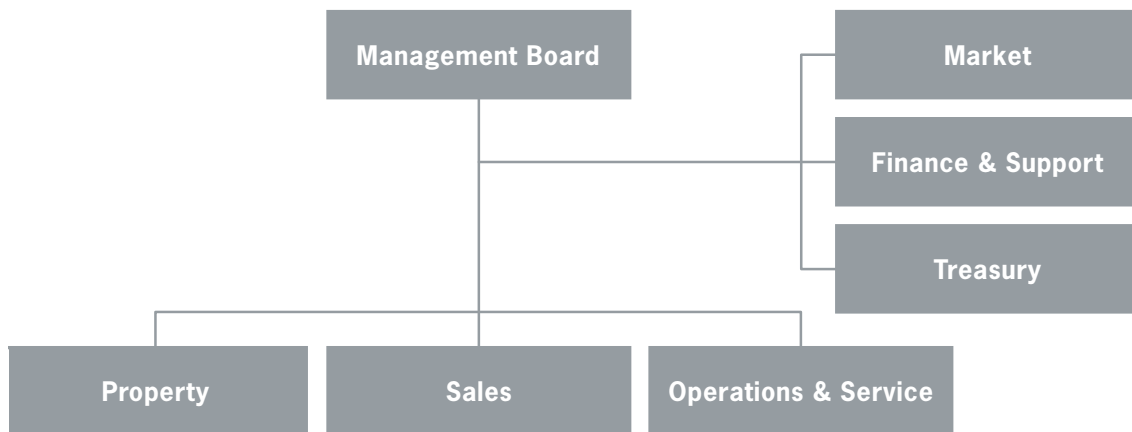 Management Board
Market
Finance & Support
Treasury
Property
Sales
Operations & Service